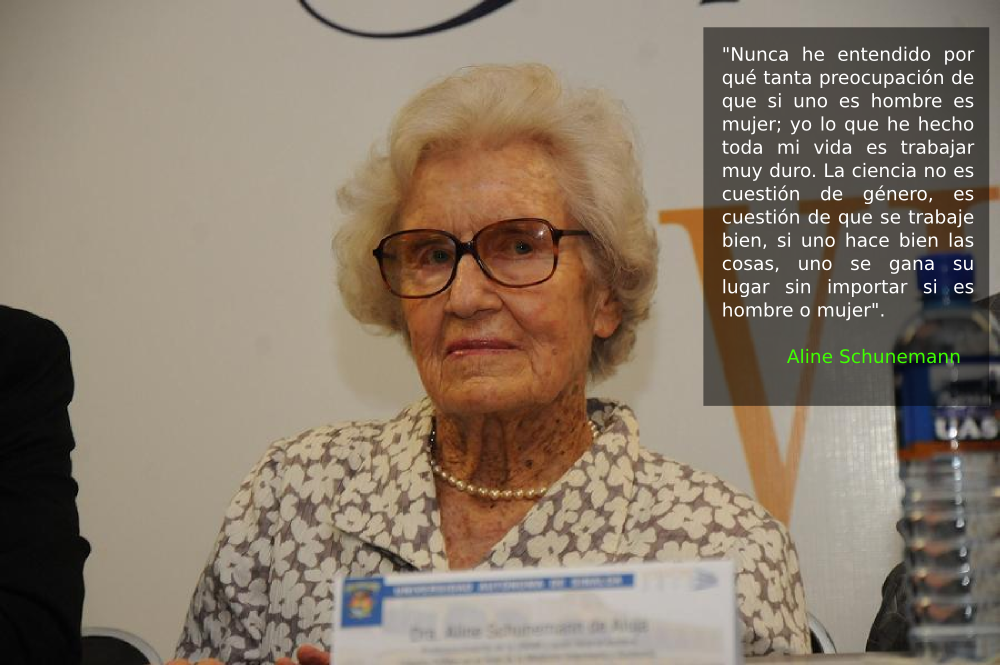 "Nunca he entendido por
qué tanta preocupación de
que si uno es hombre es
mujer; yo lo que he hecho
toda mi vida es trabajar
muy duro. La ciencia no es
cuestión de género, es
cuestión de que se trabaje
bien, si uno hace bien las
cosas, uno se gana su
lugar sin importar si es
hombre o mujer".
Aline Schunemann
UAS
UNIVERSIDAD AUTÓNOMA DE SINALOA
Dra. Aline Schunemann de Aluja